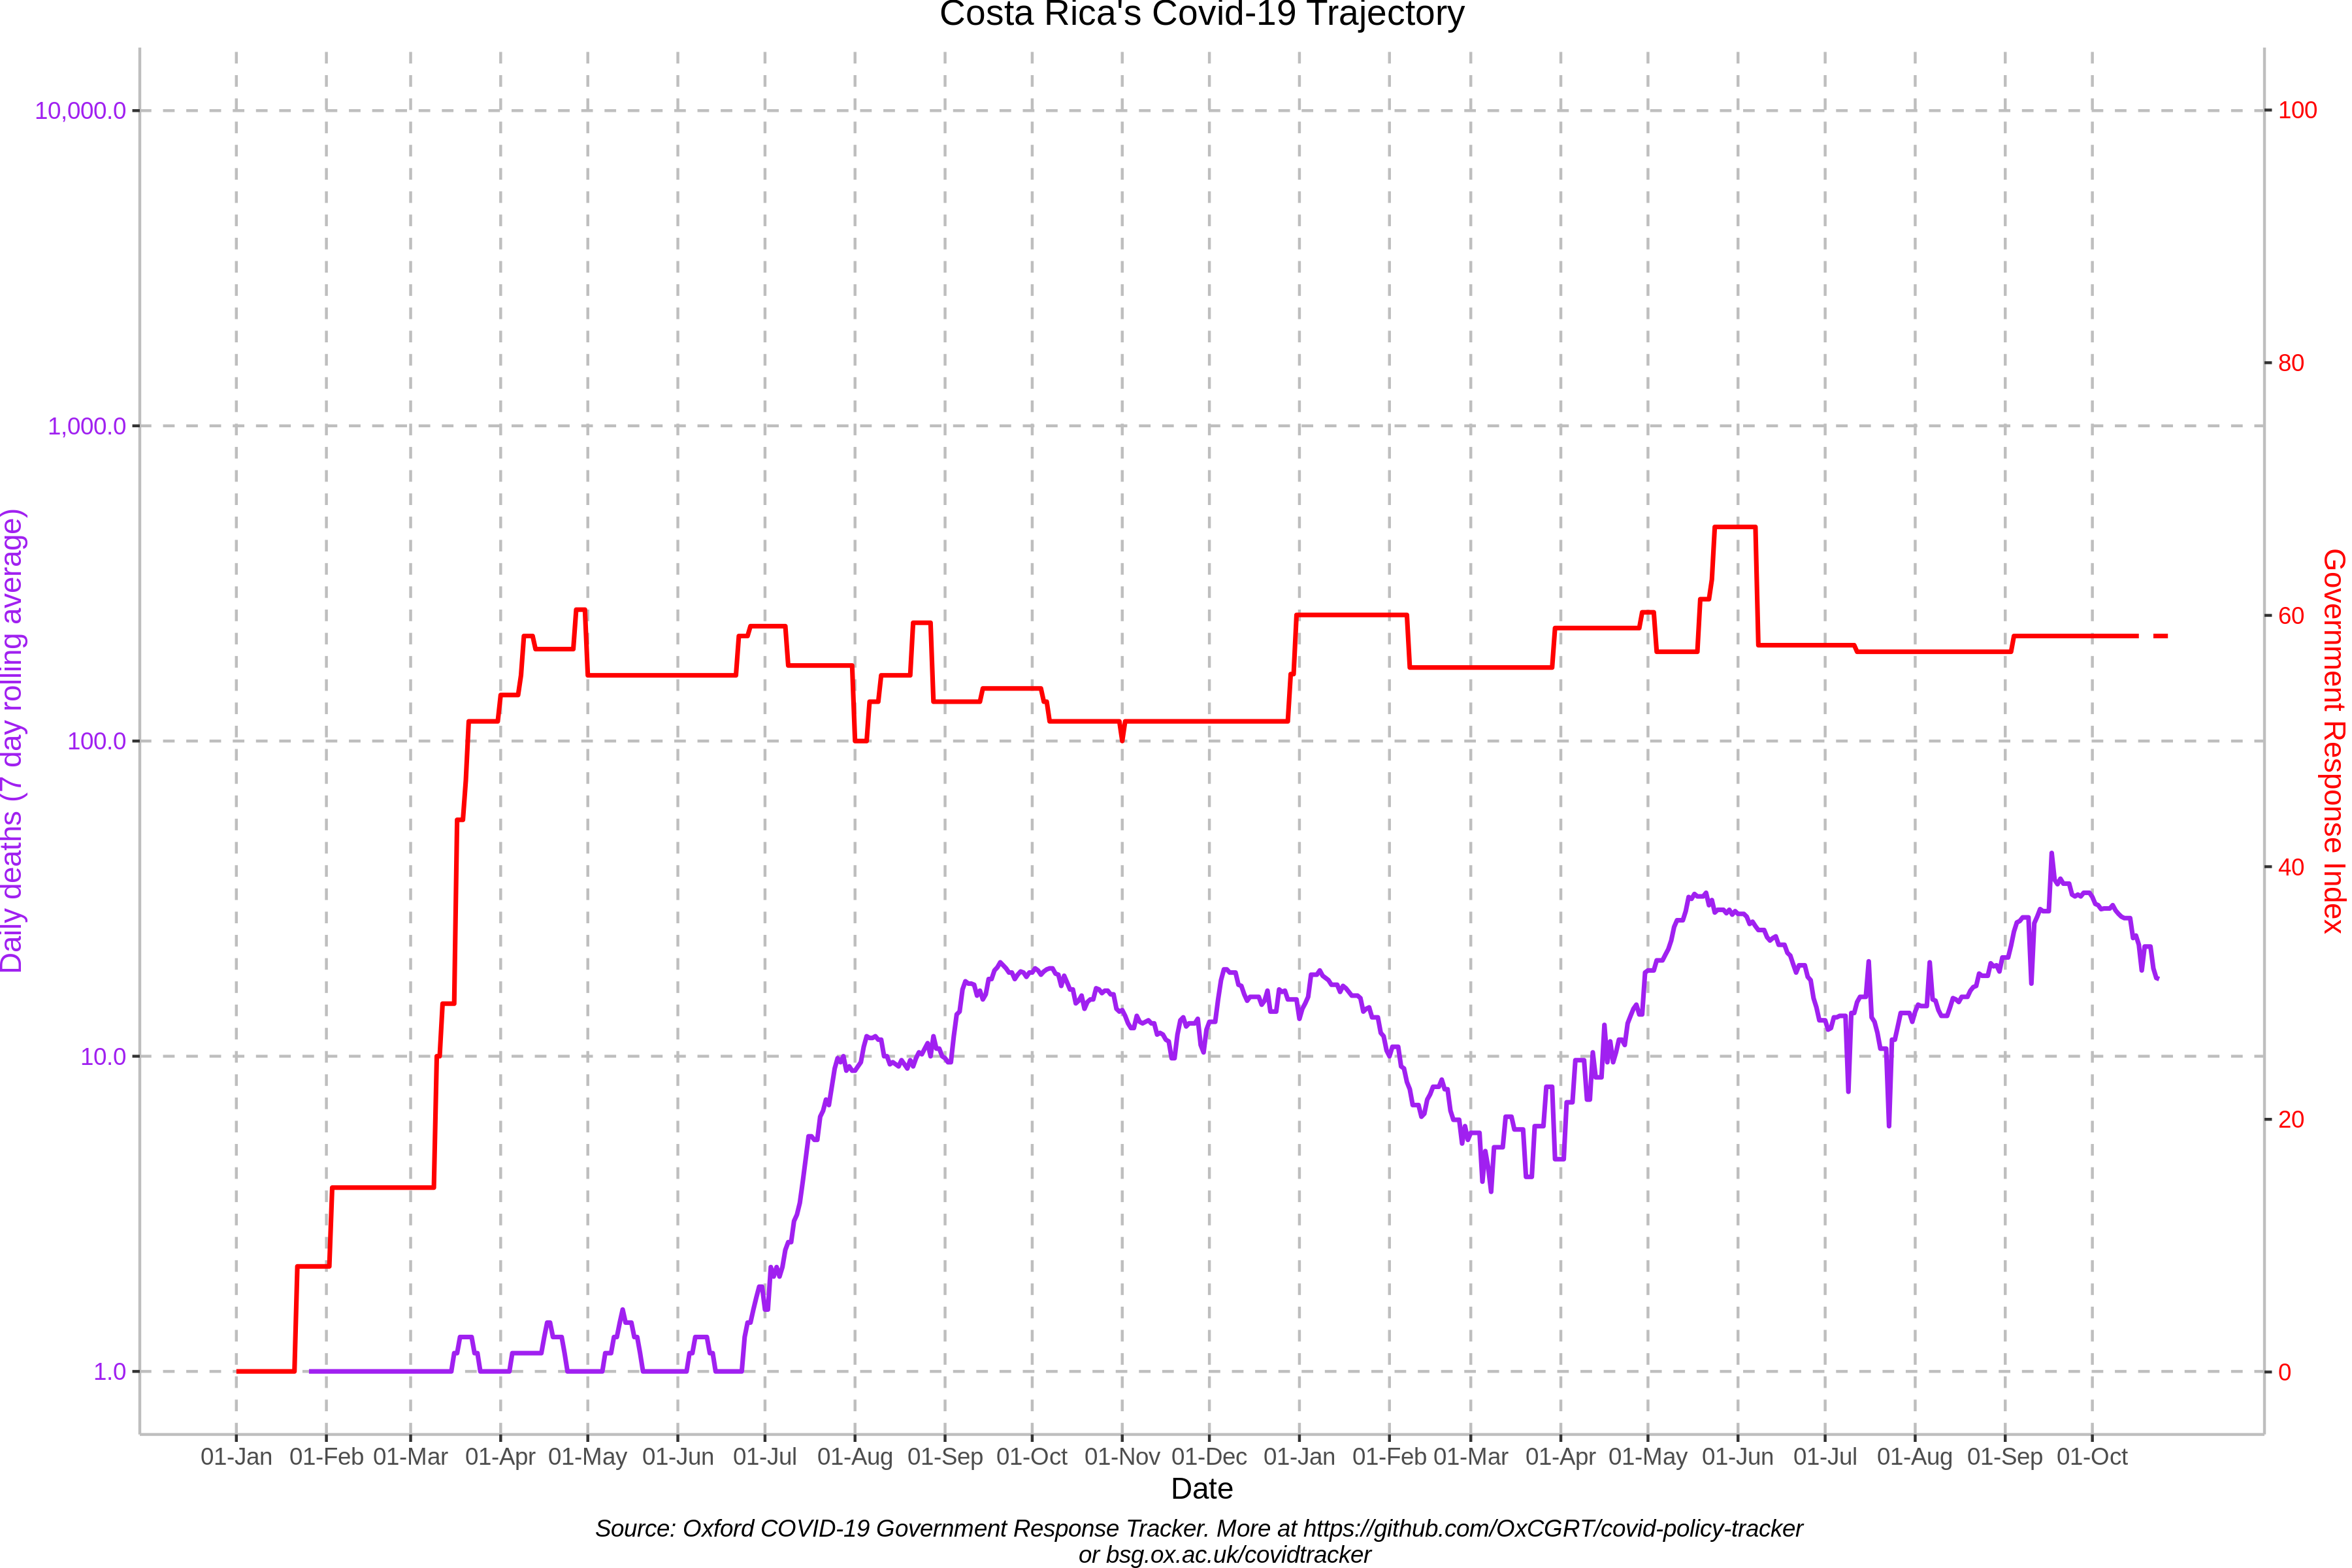 Costa Rica's Covid-19 Trajectory
10,000.0
1,000.0
100.0
10.0
1.0
Daily deaths (7 day rolling average)
100
80
60
40
20
0
Government Response Index
01-Jan 01-Feb 01-Mar 01-Apr 01-May 01-Jun 01-Jul 01-Aug 01-Sep 01-Oct 01-Nov 01-Dec 01-Jan 01-Feb 01-Mar 01-Apr 01-May 01-Jun 01-Jul 01-Aug 01-Sep 01-Oct
Date
Source: Oxford COVID-19 Government Response Tracker. More at https://github.com/OxCGRT/covid-policy-tracker
or bsg.ox.ac.uk/covidtracker